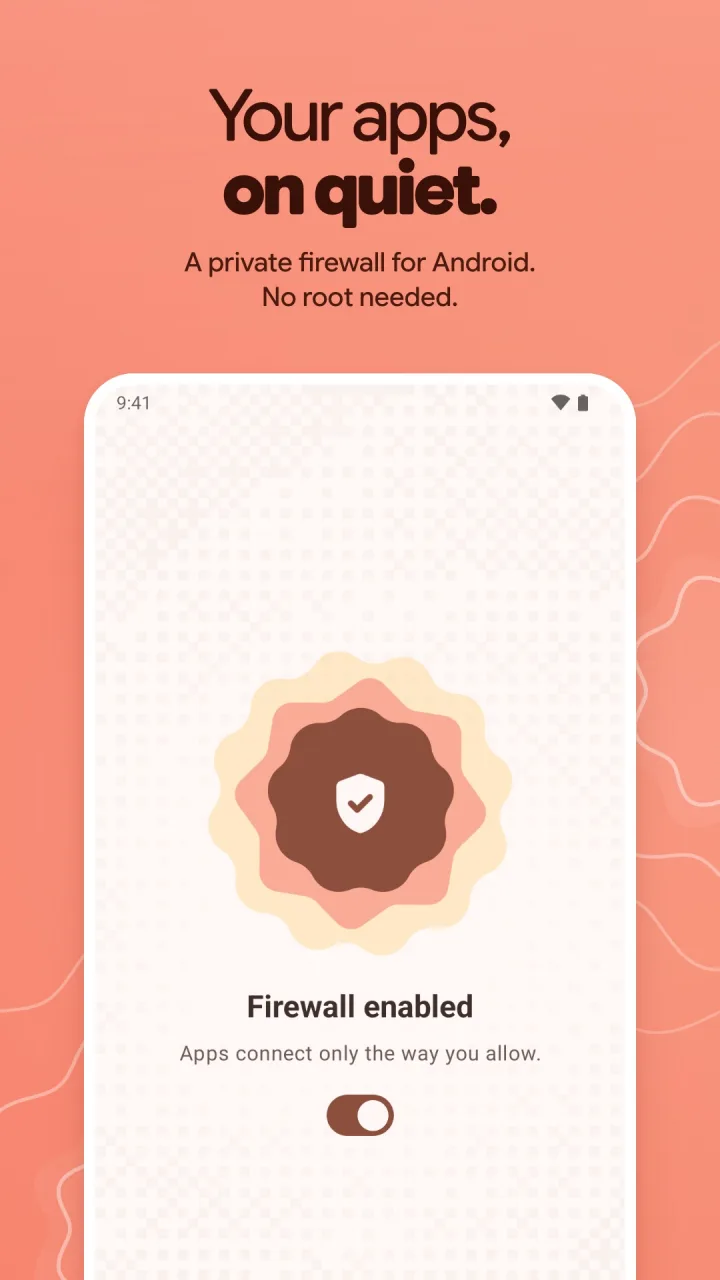 Your apps,
on quiet.
A private firewall for Android.
No root needed.
9:41
Firewall enabled
Apps connect only the way you allow.